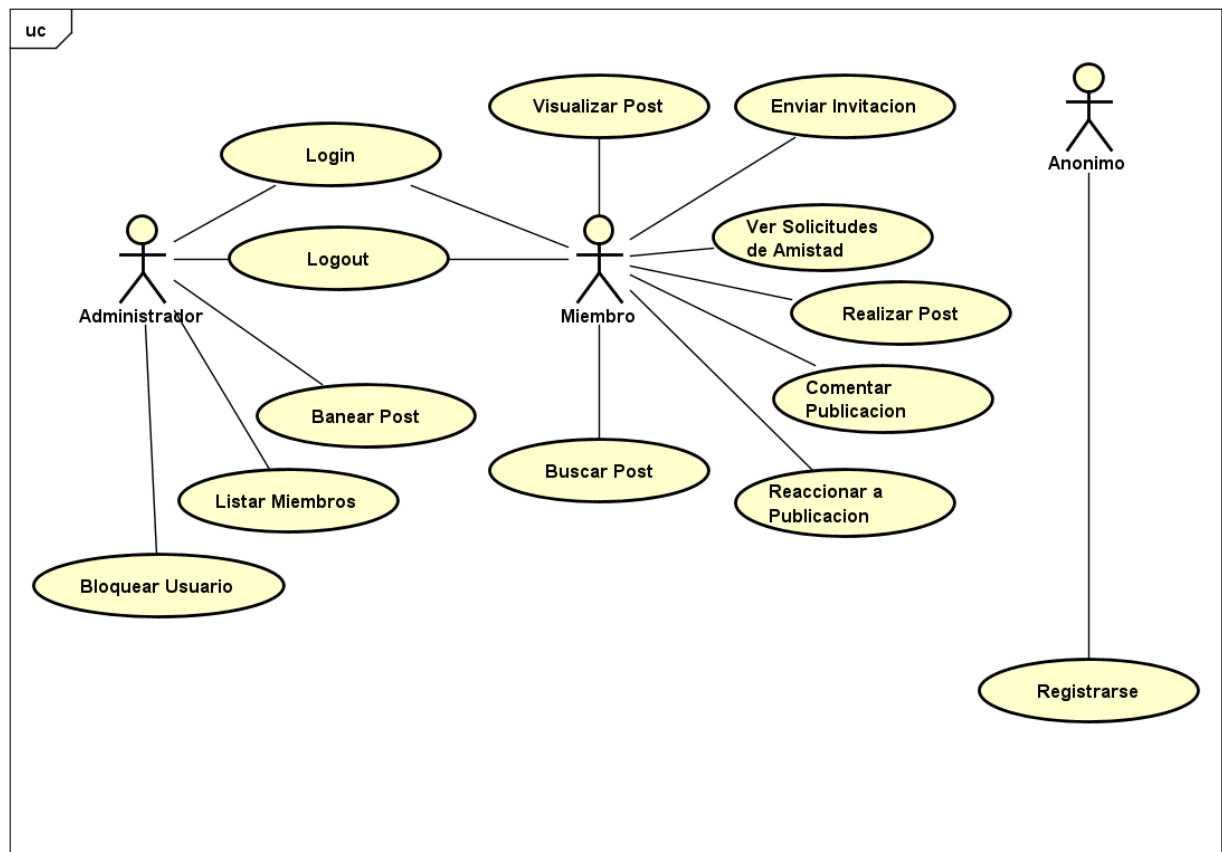 uc
Visualizar Post
Enviar Invitacion
Login
Anonimo
Ver Solicitudes
de Amistad
Logout
Administrador
Miembro
Realizar Post
Comentar
Publicacion
Banear Post
Buscar Post
Listar Miembros
Reaccionar a
Publicacion
Bloquear Usuario
Registrarse